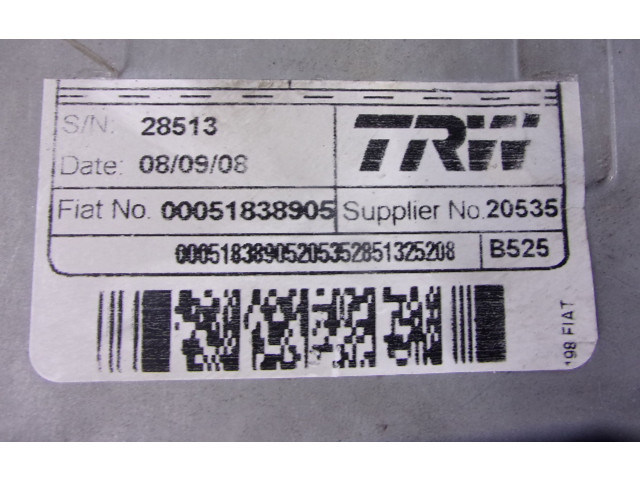 S/N: 28513
TRW
Date: 08/09/08
Fiat No. 00051838905 Supplier No. 20535
00051838905205352851325208 B525
198 FIAT